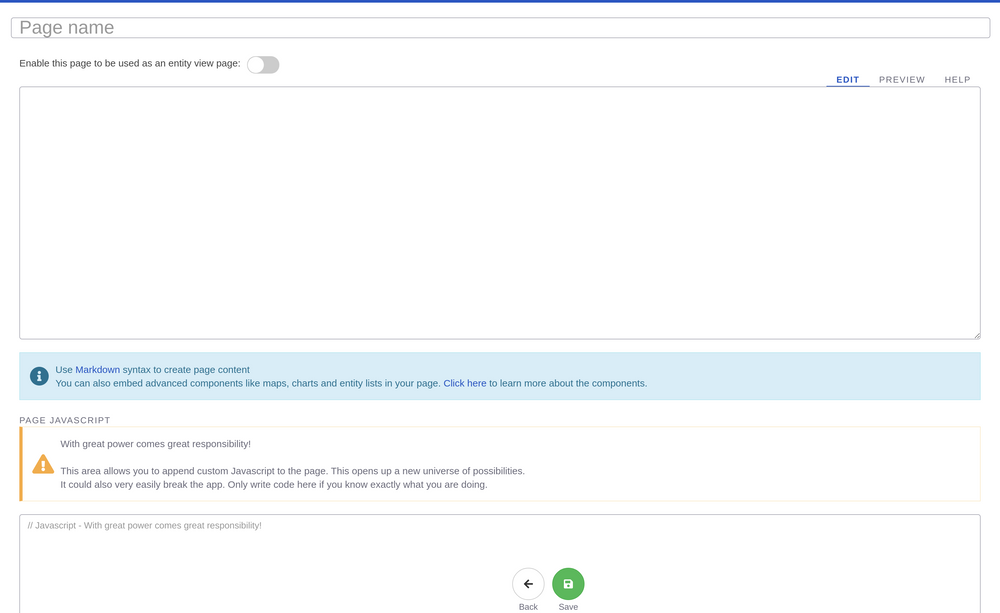 Page name
Enable this page to be used as an entity view page:
EDIT PREVIEW HELP
Use Markdown syntax to create page content
You can also embed advanced components like maps, charts and entity lists in your page. Click here to learn more about the components.
PAGE JAVASCRIPT
With great power comes great responsibility!
This area allows you to append custom Javascript to the page. This opens up a new universe of possibilities.
It could also very easily break the app. Only write code here if you know exactly what you are doing.
// Javascript - With great power comes great responsibility!
Back Save